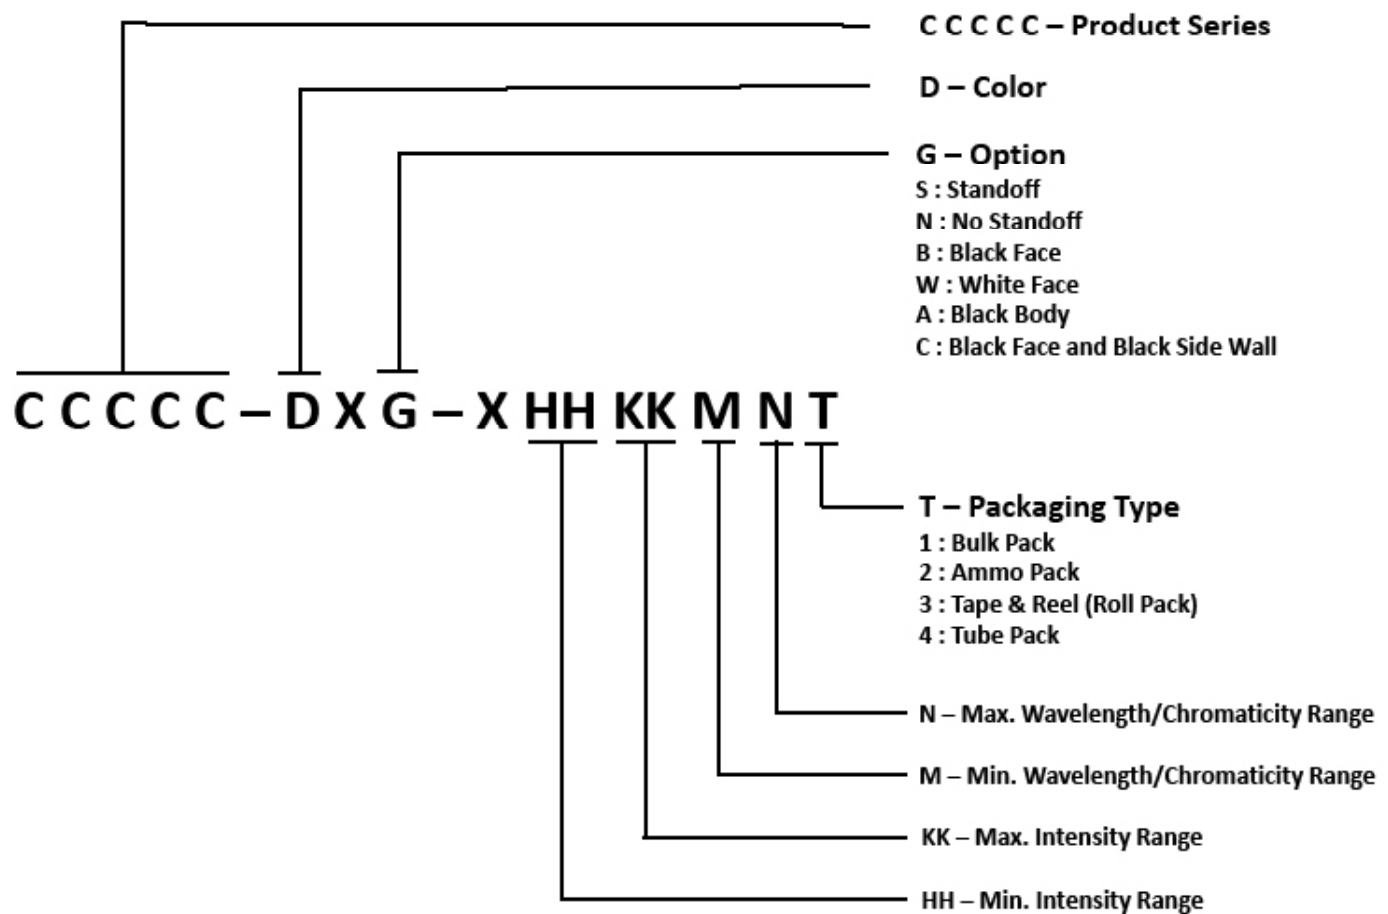 C C C C C – Product Series
D – Color
G – Option
S : Standoff
N : No Standoff
B : Black Face
W : White Face
A : Black Body
C : Black Face and Black Side Wall
C C C C C – D X G – X HH KK M N T
T – Packaging Type
1 : Bulk Pack
2 : Ammo Pack
3 : Tape & Reel (Roll Pack)
4 : Tube Pack
N – Max. Wavelength/Chromaticity Range
M – Min. Wavelength/Chromaticity Range
KK – Max. Intensity Range
HH – Min. Intensity Range